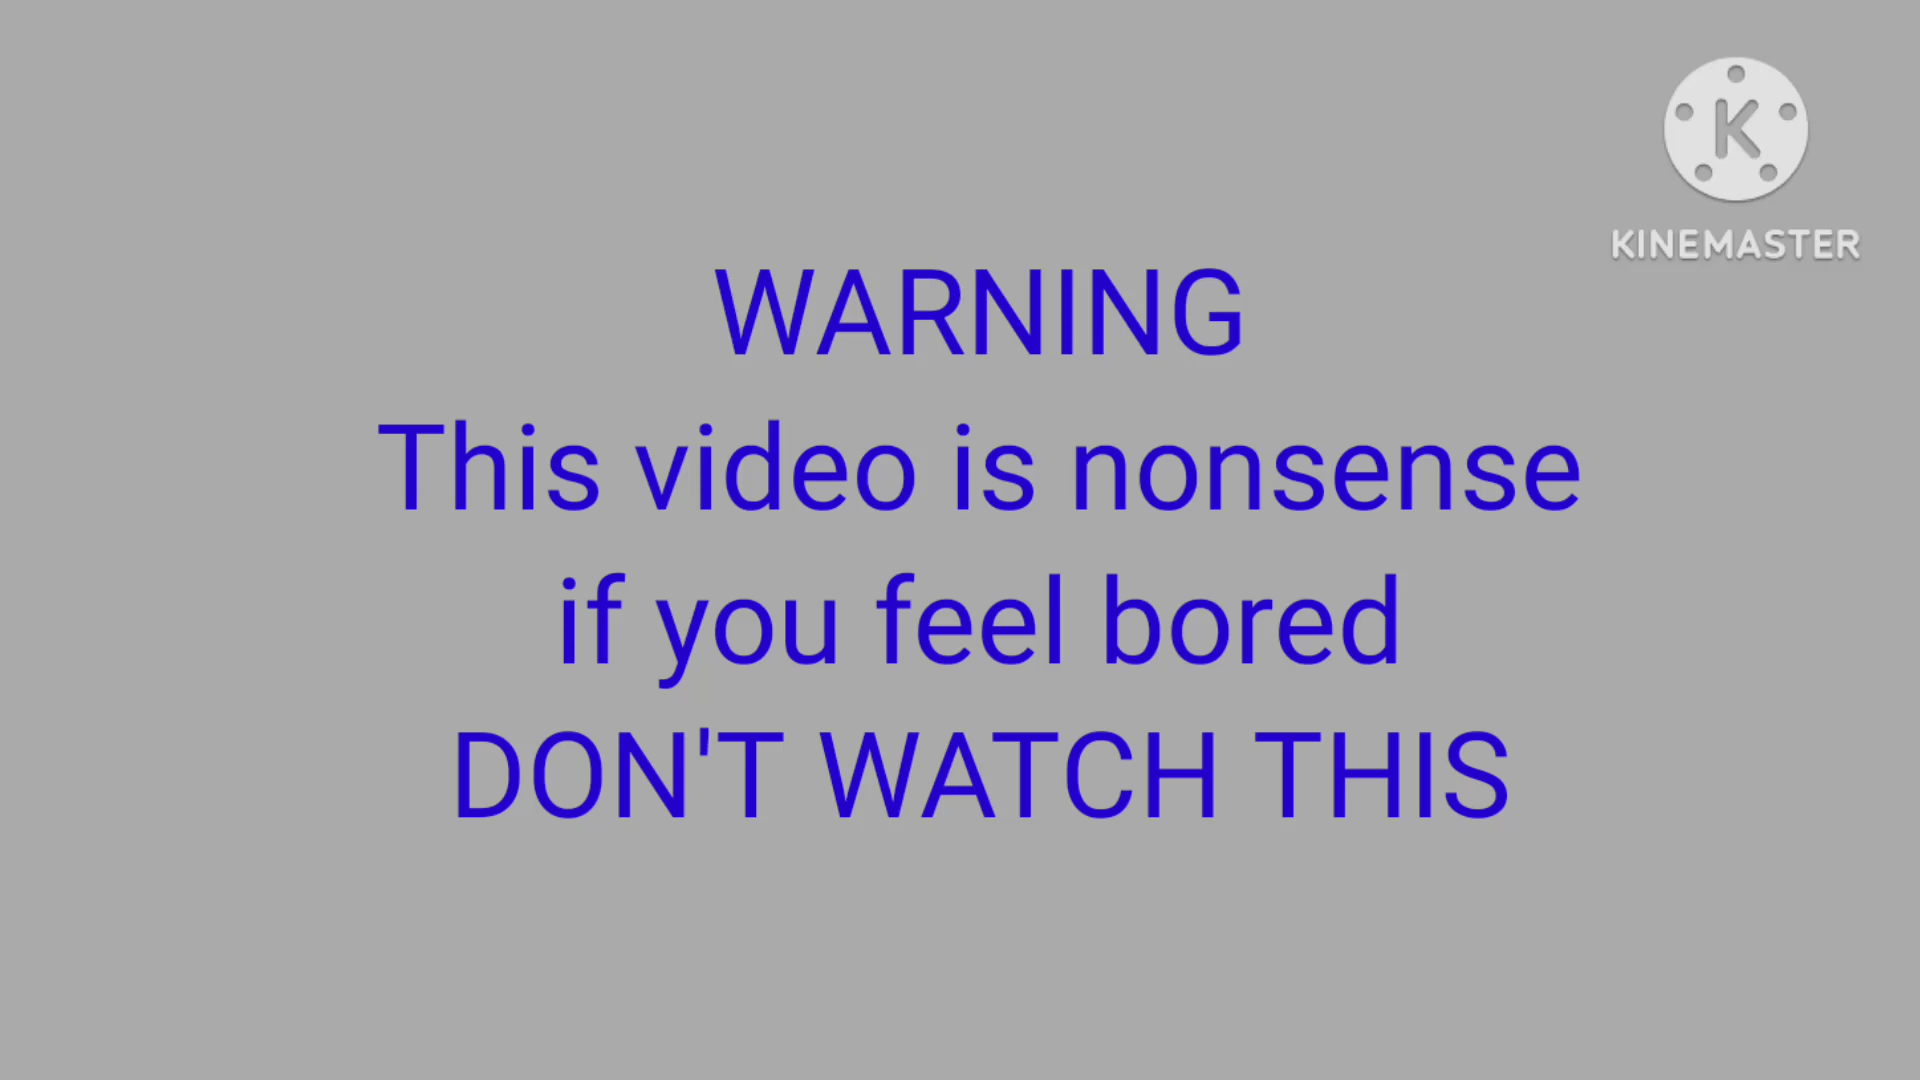 K
KINEMASTER
WARNING
This video is nonsense
if you feel bored
DON'T WATCH THIS